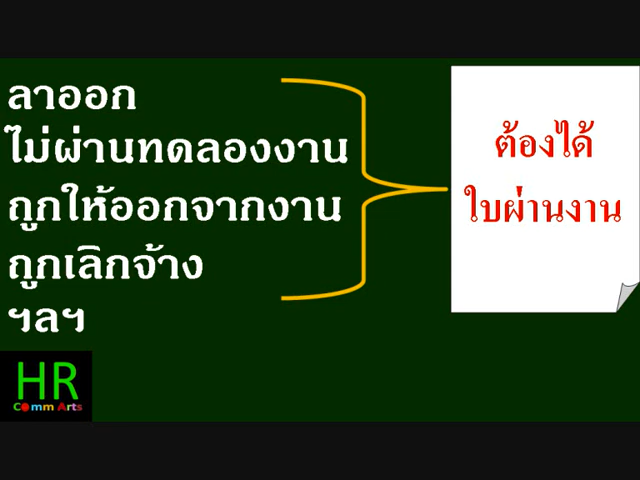 ลาออก
ไม่ผ่านทดลองงาน
ถูกให้ออกจากงาน
ถูกเลิกจ้าง
ฯลฯ
ต้องได้
ใบผ่านงาน
HR
Comm Arts